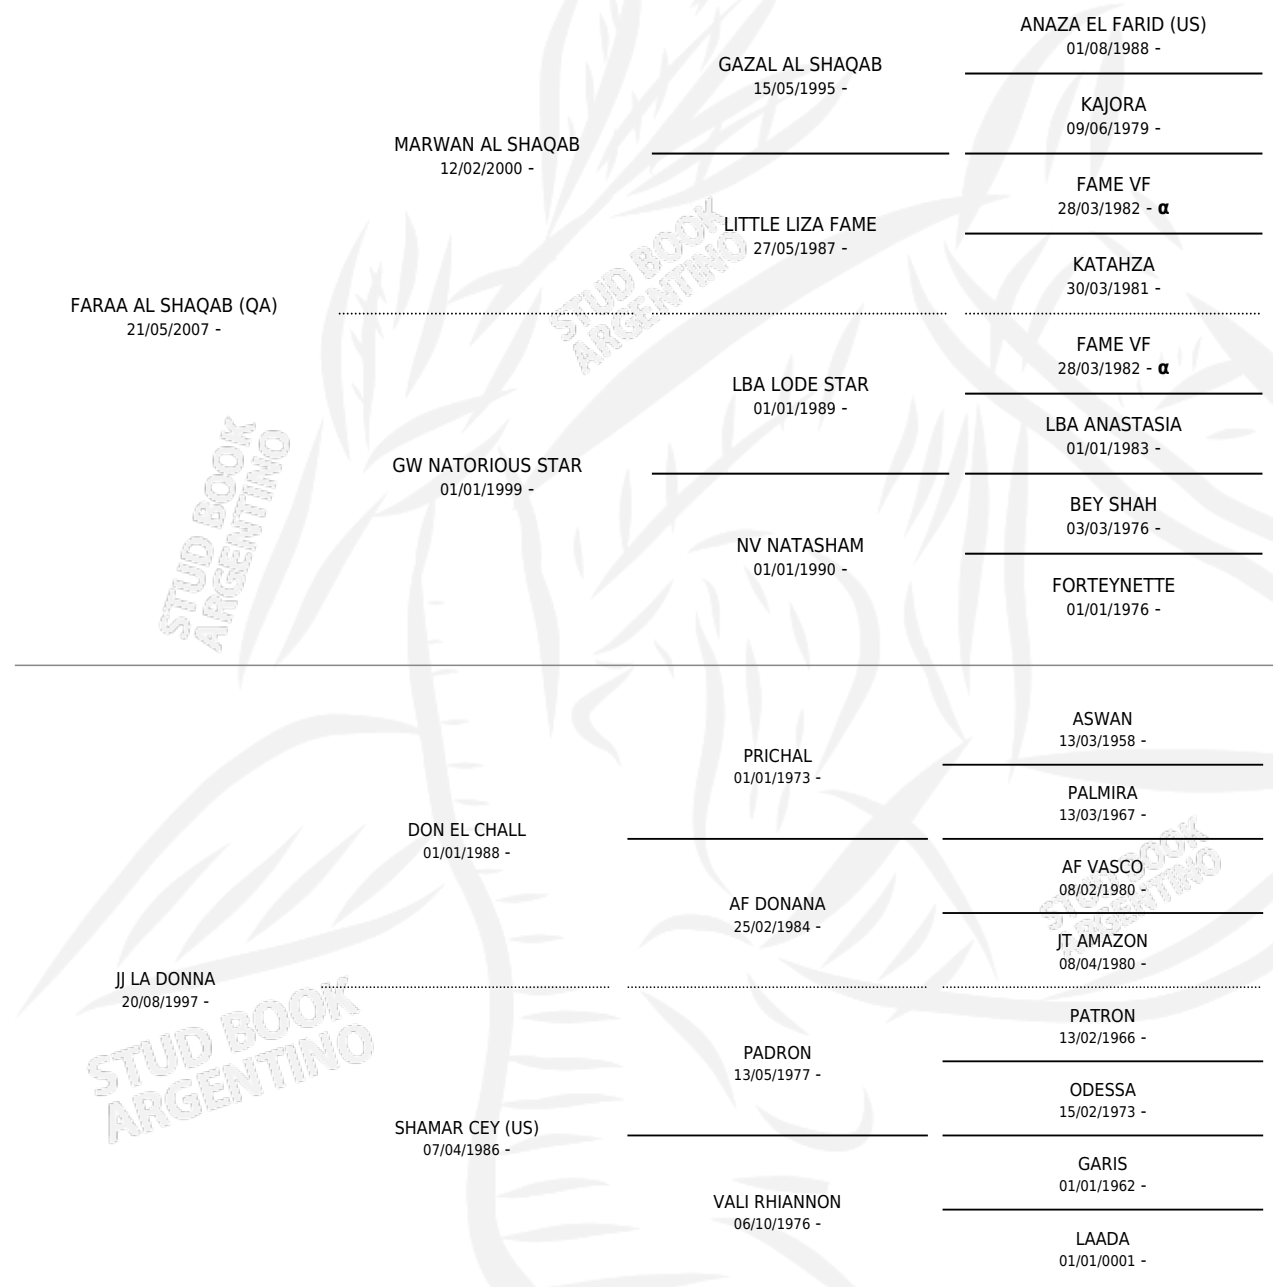 ANAZA EL FARID (US)
01/08/1988 -
GAZAL AL SHAQAB
15/05/1995 -
KAJORA
09/06/1979 -
MARWAN AL SHAQAB
12/02/2000 -
FAME VF
28/03/1982 - α
LITTLE LIZA FAME
27/05/1987 -
KATAHZA
30/03/1981 -
FARAA AL SHAQAB (QA)
21/05/2007 -
FAME VF
28/03/1982 - α
LBA LODE STAR
01/01/1989 -
LBA ANASTASIA
01/01/1983 -
GW NATORIOUS STAR
01/01/1999 -
BEY SHAH
03/03/1976 -
NV NATASHAM
01/01/1990 -
FORTEYNETTE
01/01/1976 -
STUD BOOK
ARGENTINO
STUD BOOK
ARGENTINO
ASWAN
13/03/1958 -
PRICHAL
01/01/1973 -
PALMIRA
13/03/1967 -
DON EL CHALL
01/01/1988 -
AF VASCO
08/02/1980 -
AF DONANA
25/02/1984 -
JT AMAZON
08/04/1980 -
JJ LA DONNA
20/08/1997 -
PATRON
13/02/1966 -
PADRON
13/05/1977 -
ODESSA
15/02/1973 -
SHAMAR CEY (US)
07/04/1986 -
GARIS
01/01/1962 -
VALI RHIANNON
06/10/1976 -
LAADA
01/01/0001 -
STUD BOOK
ARGENTINO
STUD BOOK
ARGENTINO